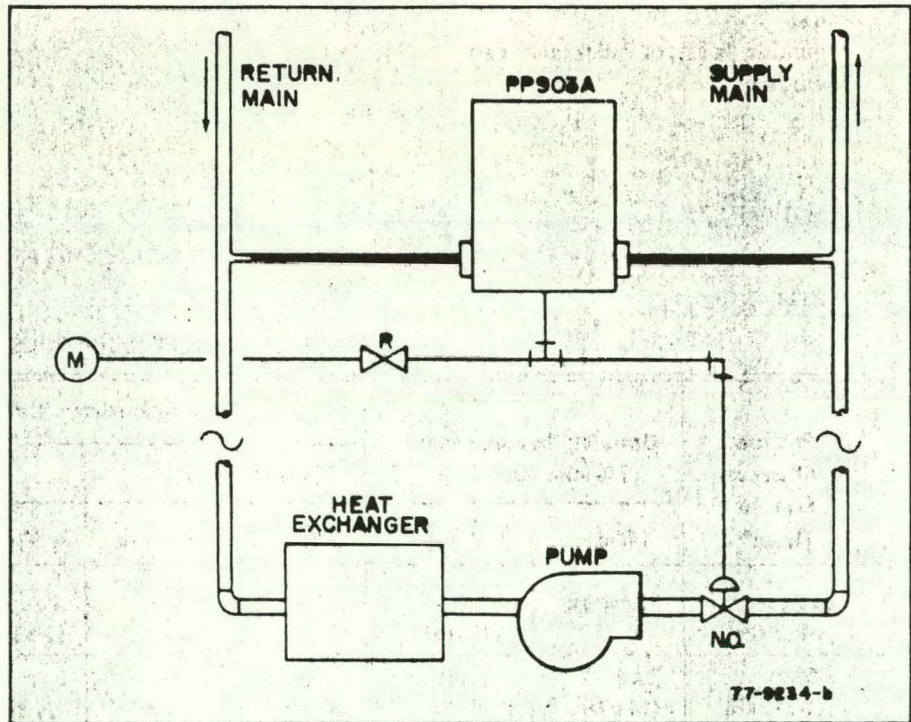 RETURN.
MAIN
PP903A
SUPPLY
MAIN
M
R
HEAT
EXCHANGER
PUMP
N.O.
77-9234-b